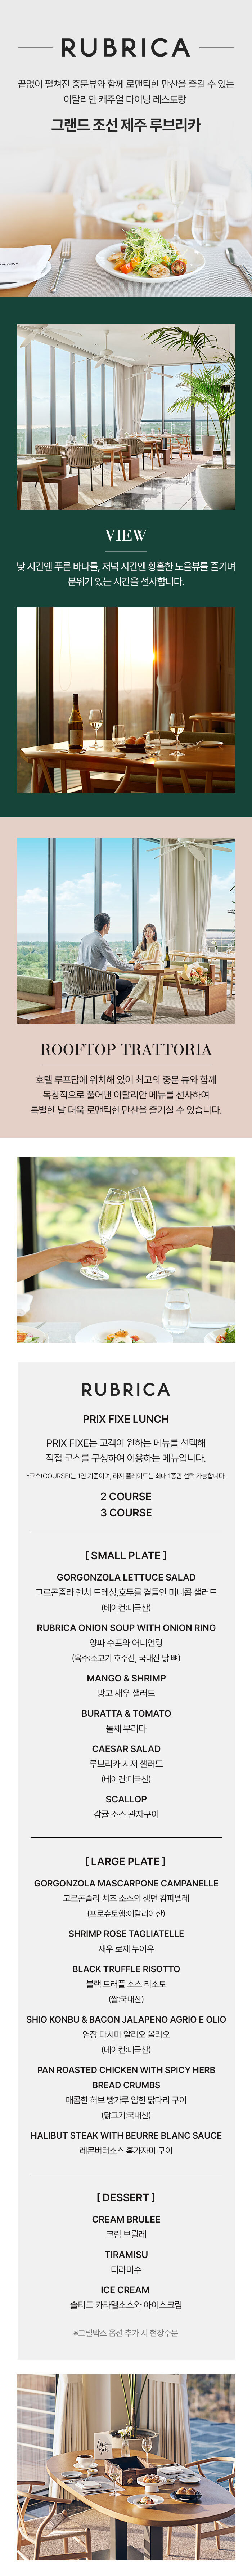 RUBRICA
끝없이 펼쳐진 중문뷰와 함께 로맨틱한 만찬을 즐길 수 있는
이탈리안 캐주얼 다이닝 레스토랑
그랜드 조선 제주 루브리카
VIEW
낮 시간엔 푸른 바다를, 저녁 시간엔 황홀한 노을뷰를 즐기며
분위기 있는 시간을 선사합니다.
ROOFTOP TRATTORIA
호텔 루프탑에 위치해 있어 최고의 중문 뷰와 함께
독창적으로 풀어낸 이탈리안 메뉴를 선사하여
특별한 날 더욱 로맨틱한 만찬을 즐기실 수 있습니다.
RUBRICA
PRIX FIXE LUNCH
PRIX FIXE는 고객이 원하는 메뉴를 선택해
직접 코스를 구성하여 이용하는 메뉴입니다.
*코스(COURSE)는 1인 기준이며, 라지 플레이트는 최대 1종만 선택 가능합니다.
2 COURSE
3 COURSE
[ SMALL PLATE ]
GORGONZOLA LETTUCE SALAD
고르곤졸라 렌치 드레싱,호두를 곁들인 미니콥 샐러드
(베이컨:미국산)
RUBRICA ONION SOUP WITH ONION RING
양파 수프와 어니언링
(육수:소고기 호주산, 국내산 닭 뼈)
MANGO & SHRIMP
망고 새우 샐러드
BURATTA & TOMATO
돌체 부라타
CAESAR SALAD
루브리카 시저 샐러드
(베이컨:미국산)
SCALLOP
감귤 소스 관자구이
[ LARGE PLATE ]
GORGONZOLA MASCARPONE CAMPANELLE
고르곤졸라 치즈 소스의 생면 캄파넬레
(프로슈토햄:이탈리아산)
SHRIMP ROSE TAGLIATELLE
새우 로제 누이유
BLACK TRUFFLE RISOTTO
블랙 트러플 소스 리소토
(쌀:국내산)
SHIO KONBU & BACON JALAPENO AGRIO E OLIO
염장 다시마 알리오 올리오
(베이컨:미국산)
PAN ROASTED CHICKEN WITH SPICY HERB
BREAD CRUMBS
매콤한 허브 빵가루 입힌 닭다리 구이
(닭고기:국내산)
HALIBUT STEAK WITH BEURRE BLANC SAUCE
레몬버터소스 흑가자미 구이
[ DESSERT ]
CREAM BRULEE
크림 브륄레
TIRAMISU
티라미수
ICE CREAM
솔티드 카라멜소스와 아이스크림
※그릴박스 옵션 추가 시 현장주문